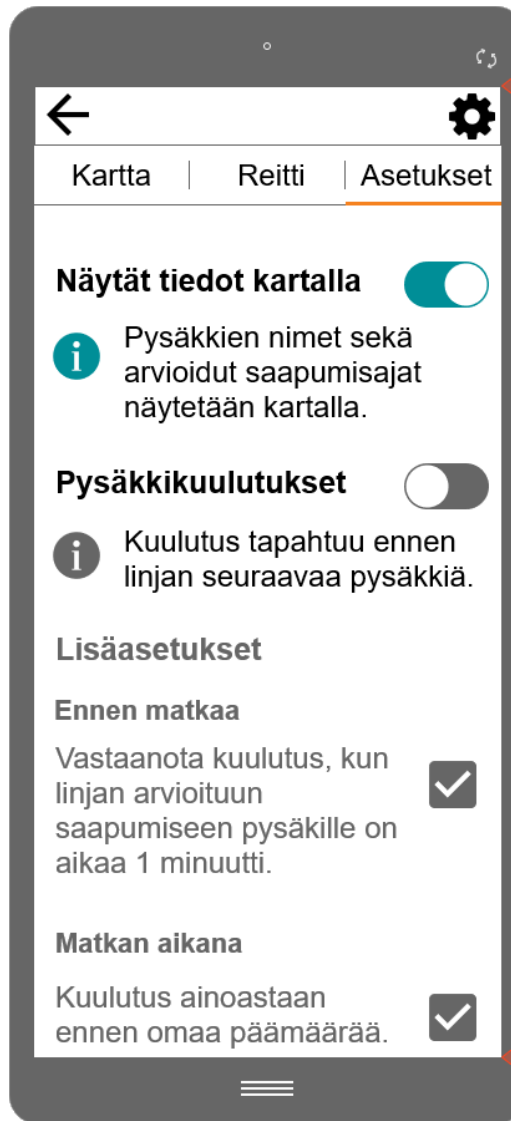 Kartta | Reitti | Asetukset
Näytät tiedot kartalla
Pysäkkien nimet sekä
arvioidut saapumisajat
näytetään kartalla.
Pysäkkikuulutukset
Kuulutus tapahtuu ennen
linjan seuraavaa pysäkkiä.
Lisäasetukset
Ennen matkaa
Vastaanota kuulutus, kun
linjan arvioituun
saapumiseen pysäkille on
aikaa 1 minuutti.
Matkan aikana
Kuulutus ainoastaan
ennen omaa päämäärää.